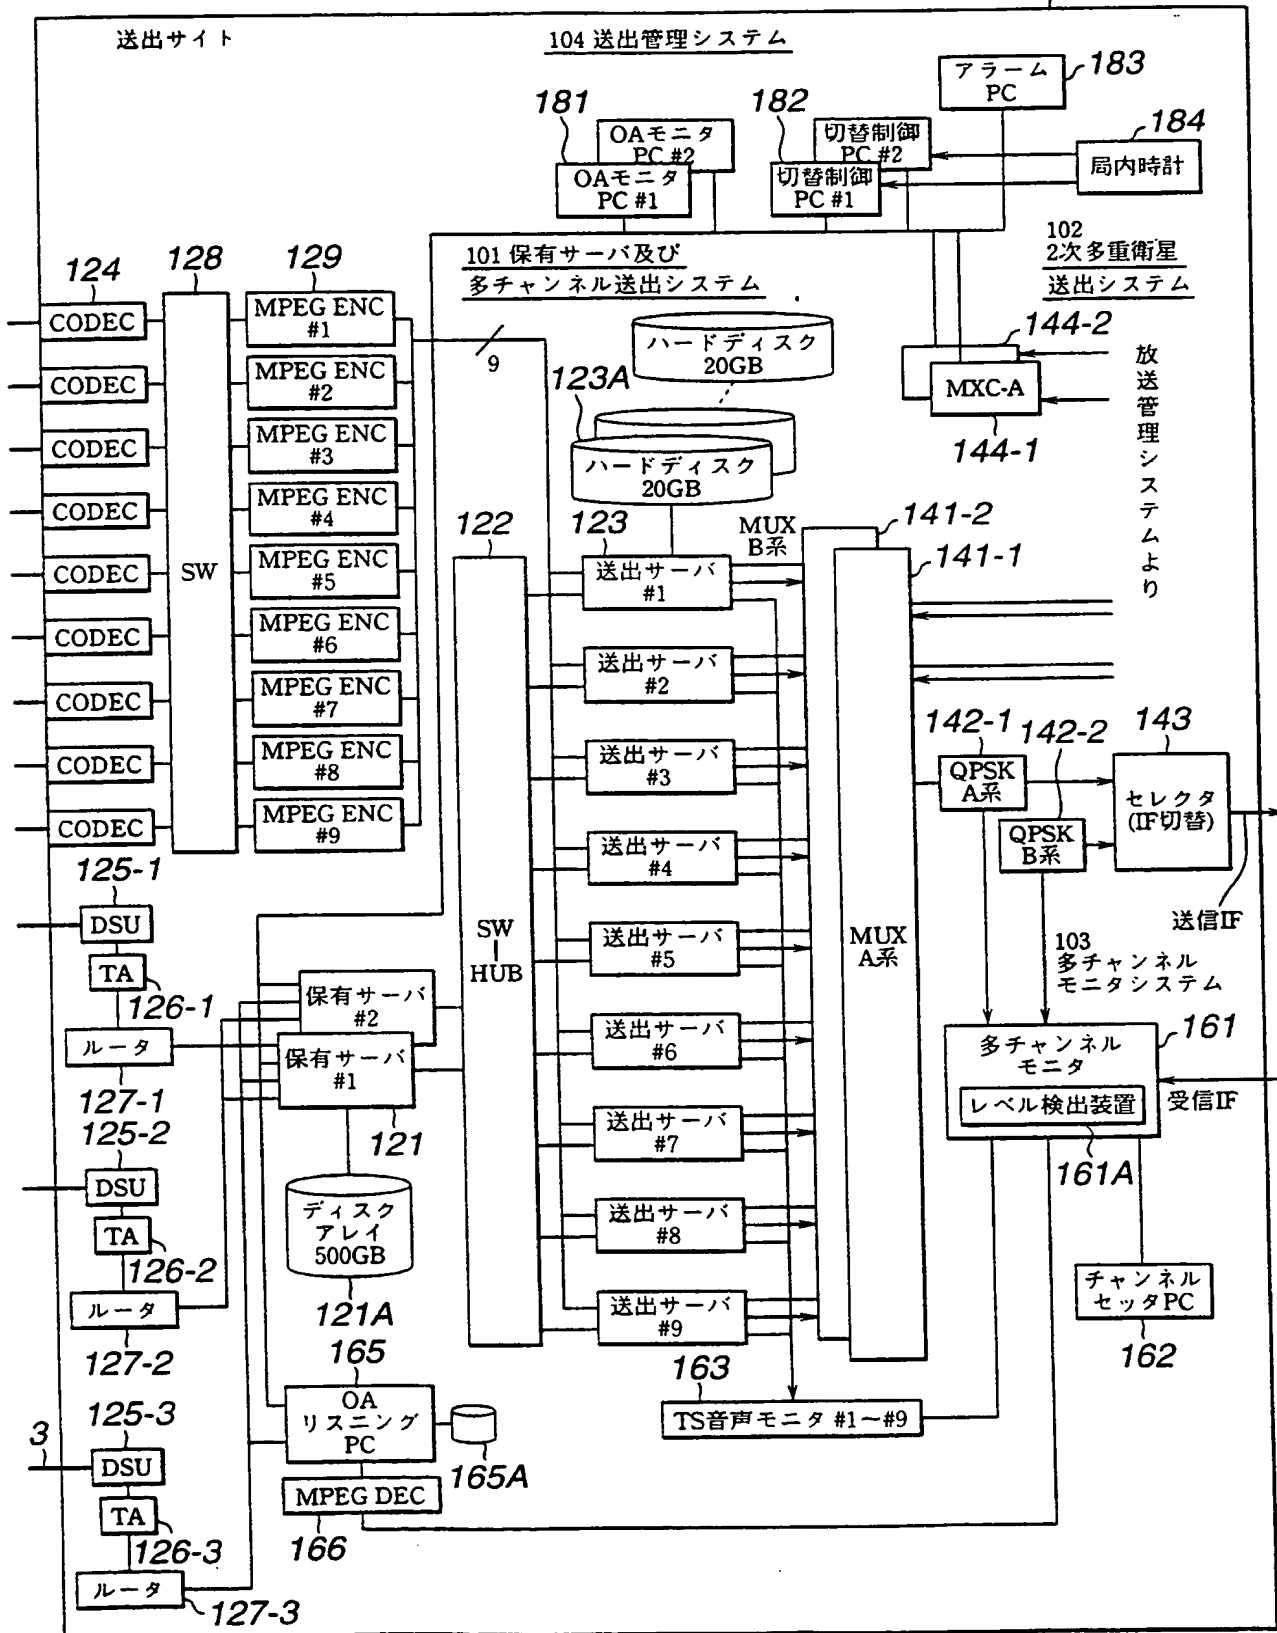 送出サイト
104 送出管理システム
アラーム
PC
183
181
182
184
OAモニタ
PC #2
OAモニタ
PC #1
切替制御
PC #2
切替制御
PC #1
局内時計
124
128
129
101 保有サーバ及び
多チャンネル送出システム
102
2次多重衛星
送出システム
CODEC
CODEC
CODEC
CODEC
CODEC
CODEC
CODEC
CODEC
CODEC
SW
MPEG ENC
#1
MPEG ENC
#2
MPEG ENC
#3
MPEG ENC
#4
MPEG ENC
#5
MPEG ENC
#6
MPEG ENC
#7
MPEG ENC
#8
MPEG ENC
#9
9
ハードディスク
20GB
123A
ハードディスク
20GB
144-2
MXC-A
144-1
放送管理システムより
122
123
MUX
B系
141-2
141-1
SW
|
HUB
送出サーバ
#1
送出サーバ
#2
送出サーバ
#3
送出サーバ
#4
送出サーバ
#5
送出サーバ
#6
送出サーバ
#7
送出サーバ
#8
送出サーバ
#9
MUX
A系
142-1
142-2
143
QPSK
A系
QPSK
B系
セレクタ
(IF切替)
送信IF
103
多チャンネル
モニタシステム
161
多チャンネル
モニタ
レベル検出装置
161A
受信IF
チャンネル
セッタPC
162
125-1
DSU
TA
126-1
ルータ
127-1
保有サーバ
#2
保有サーバ
#1
121
125-2
DSU
TA
126-2
ルータ
127-2
ディスク
アレイ
500GB
121A
165
OA
リスニング
PC
165A
163
TS音声モニタ #1～#9
MPEG DEC
166
125-3
3
DSU
TA
126-3
ルータ
127-3